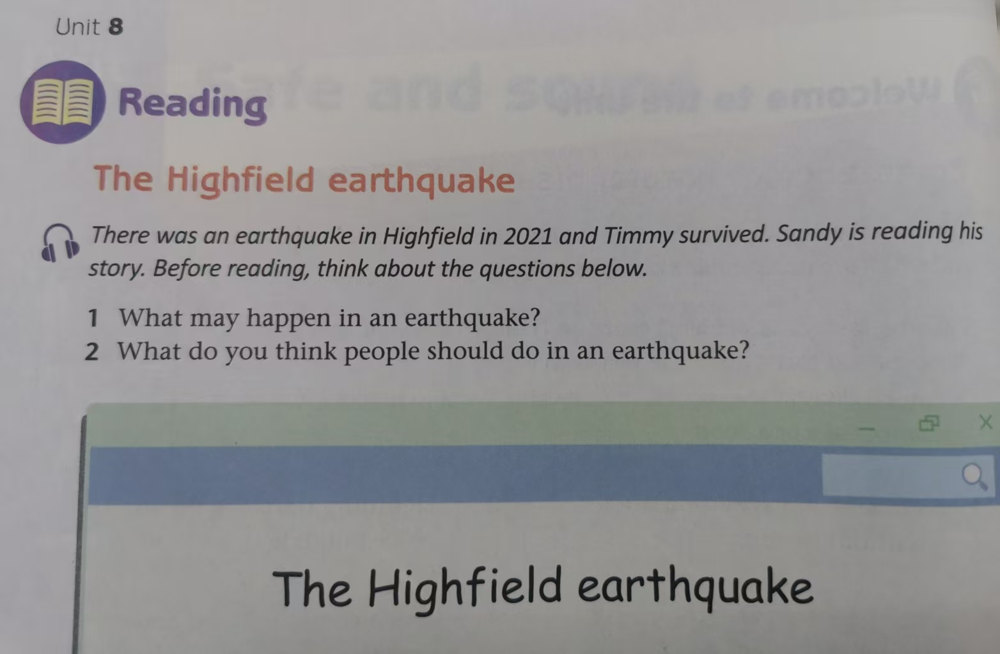 Unit 8
Reading
The Highfield earthquake
There was an earthquake in Highfield in 2021 and Timmy survived. Sandy is reading his
story. Before reading, think about the questions below.
1 What may happen in an earthquake?
2 What do you think people should do in an earthquake?
The Highfield earthquake